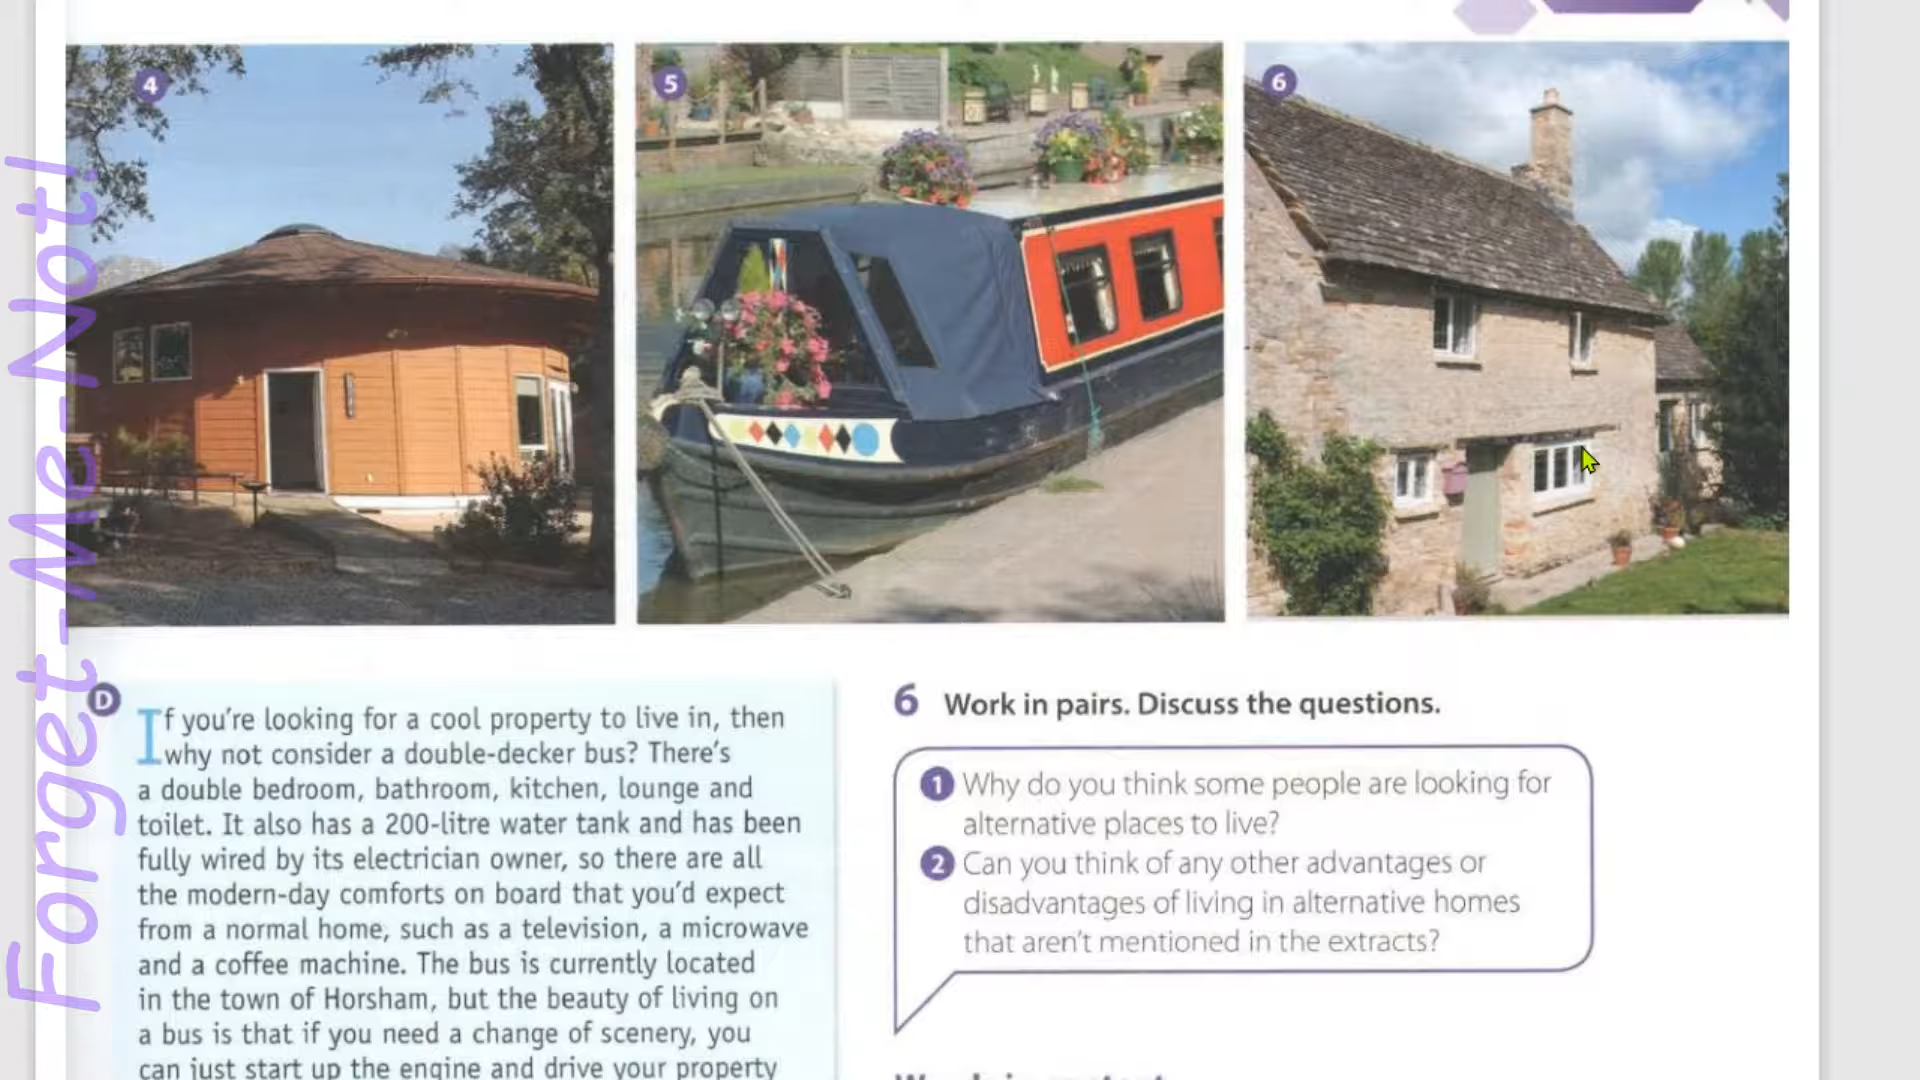 Forget-Me-Not!
4
5
6
D
If you're looking for a cool property to live in, then
why not consider a double-decker bus? There's
a double bedroom, bathroom, kitchen, lounge and
toilet. It also has a 200-litre water tank and has been
fully wired by its electrician owner, so there are all
the modern-day comforts on board that you'd expect
from a normal home, such as a television, a microwave
and a coffee machine. The bus is currently located
in the town of Horsham, but the beauty of living on
a bus is that if you need a change of scenery, you
can just start up the engine and drive your property
6 Work in pairs. Discuss the questions.
1 Why do you think some people are looking for
alternative places to live?
2 Can you think of any other advantages or
disadvantages of living in alternative homes
that aren't mentioned in the extracts?